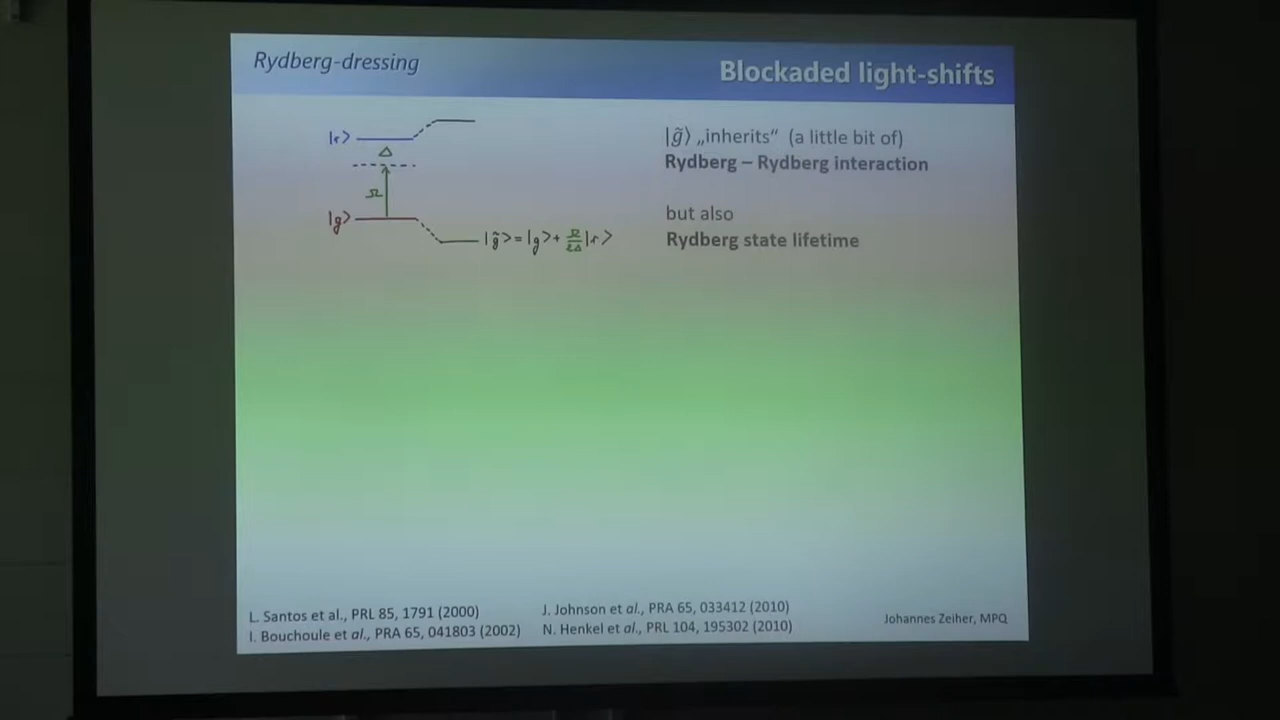 Rydberg-dressing
Blockaded light-shifts
|r>
Δ
Ω
|g>
|g̃>=|g>+Ω/2Δ|r>
|g̃⟩ „inherits“ (a little bit of)
Rydberg – Rydberg interaction
but also
Rydberg state lifetime
L. Santos et al., PRL 85, 1791 (2000)
I. Bouchoule et al., PRA 65, 041803 (2002)
J. Johnson et al., PRA 65, 033412 (2010)
N. Henkel et al., PRL 104, 195302 (2010)
Johannes Zeiher, MPQ